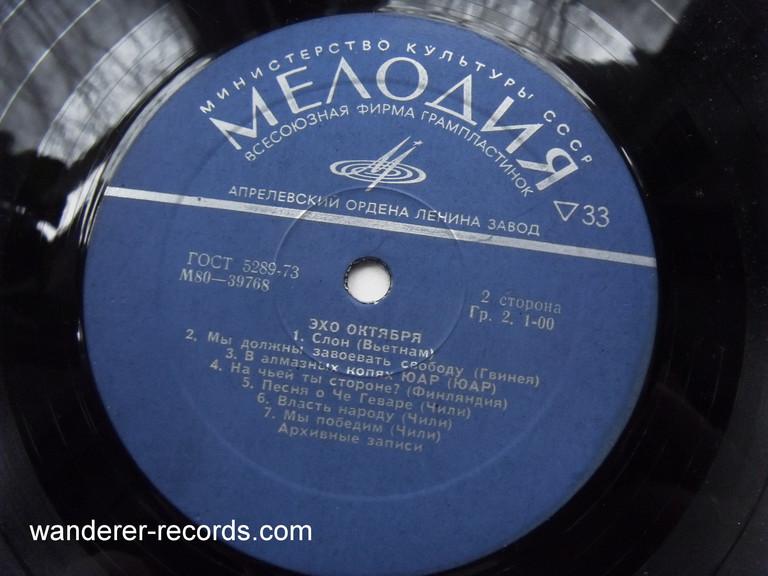 МИНИСТЕРСТВО КУЛЬТУРЫ СССР
МЕЛОДИЯ
ВСЕСОЮЗНАЯ ФИРМА ГРАМПЛАСТИНОК
АПРЕЛЕВСКИЙ ОРДЕНА ЛЕНИНА ЗАВОД
33
ГОСТ 5289-73
М80—39768
2 сторона
Гр. 2. 1-00
ЭХО ОКТЯБРЯ
1. Слон (Вьетнам)
2. Мы должны завоевать свободу (Гвинея)
3. В алмазных копях ЮАР (ЮАР)
4. На чьей ты стороне? (Финляндия)
5. Песня о Че Геваре (Чили)
6. Власть народу (Чили)
7. Мы победим (Чили)
Архивные записи
wanderer-records.com